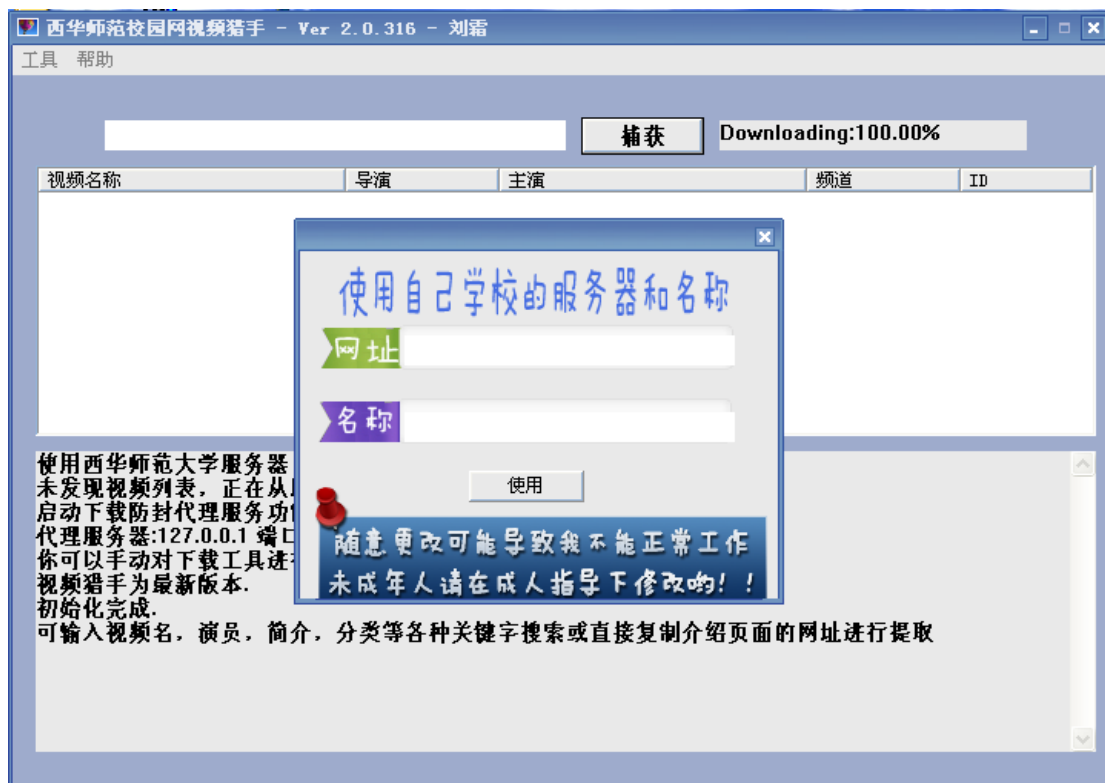 西华师范校园网视频猎手 - Ver 2.0.316 - 刘霜
工具 帮助
捕获 Downloading:100.00%
视频名称 导演 主演 频道 ID
使用自己学校的服务器和名称
网址
名称
使用
随意更改可能导致我不能正常工作
未成年人请在成人指导下修改哟！！
使用西华师范大学服务器
未发现视频列表，正在从
启动下载防封代理服务功
代理服务器:127.0.0.1 端口
你可以手动对下载工具进
视频猎手为最新版本.
初始化完成.
可输入视频名，演员，简介，分类等各种关键字搜索或直接复制介绍页面的网址进行提取